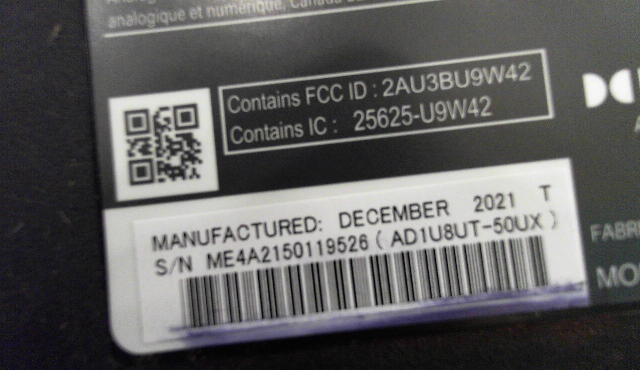 analogique et numérique, Canada
Contains FCC ID : 2AU3BU9W42
Contains IC : 25625-U9W42
MANUFACTURED: DECEMBER 2021 T
S/N ME4A2150119526 ( AD1U8UT-50UX )